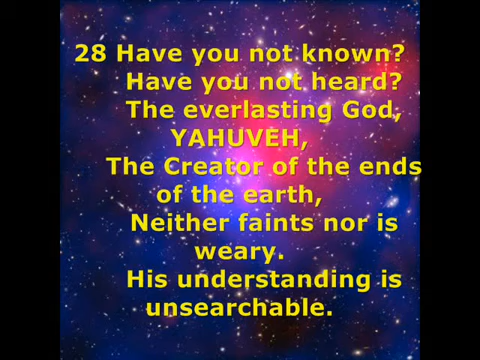 28 Have you not known?
Have you not heard?
The everlasting God,
YAHUVEH,
The Creator of the ends
of the earth,
Neither faints nor is
weary.
His understanding is
unsearchable.